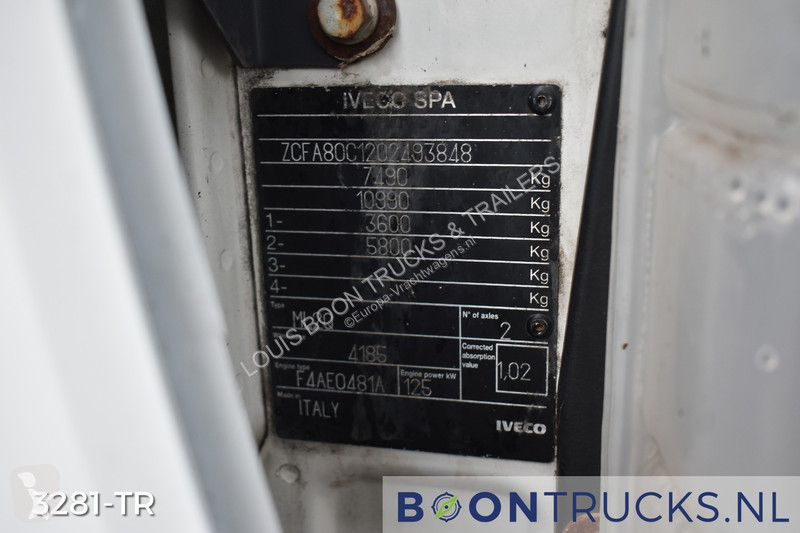 IVECO SPA
ZCFA80C1202493848
7490 Kg
10990 Kg
1- 3600 Kg
2- 5800 Kg
3- Kg
4- Kg
Type
N° of axles
2
4185
Corrected absorption value
1,02
Engine type
F4AE0481A
Engine power kW
125
Made in
ITALY
IVECO
LOUIS BOON TRUCKS & TRAILERS
©Europa-Vrachtwagens.nl
3281-TR
BOONTRUCKS.NL